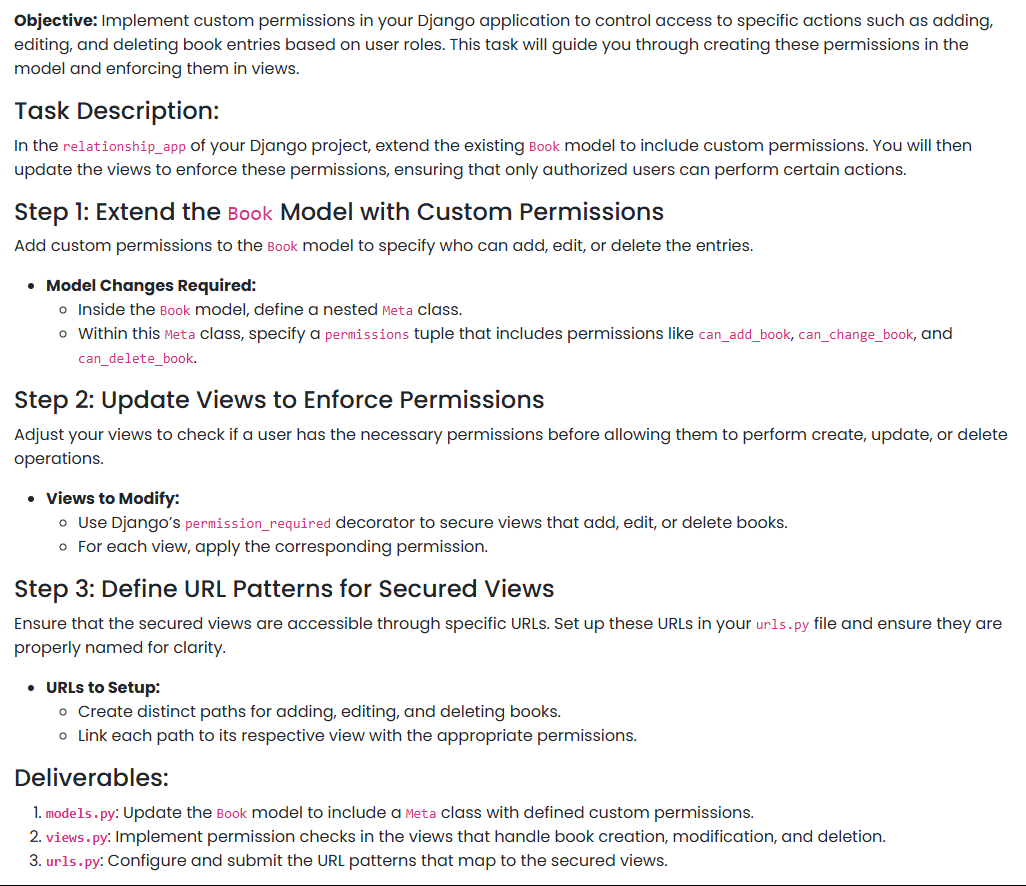 Objective: Implement custom permissions in your Django application to control access to specific actions such as adding,
editing, and deleting book entries based on user roles. This task will guide you through creating these permissions in the
model and enforcing them in views.
Task Description:
In the relationship_app of your Django project, extend the existing Book model to include custom permissions. You will then
update the views to enforce these permissions, ensuring that only authorized users can perform certain actions.
Step 1: Extend the Book Model with Custom Permissions
Add custom permissions to the Book model to specify who can add, edit, or delete the entries.
• Model Changes Required:
◦ Inside the Book model, define a nested Meta class.
◦ Within this Meta class, specify a permissions tuple that includes permissions like can_add_book, can_change_book, and
can_delete_book.
Step 2: Update Views to Enforce Permissions
Adjust your views to check if a user has the necessary permissions before allowing them to perform create, update, or delete
operations.
• Views to Modify:
◦ Use Django’s permission_required decorator to secure views that add, edit, or delete books.
◦ For each view, apply the corresponding permission.
Step 3: Define URL Patterns for Secured Views
Ensure that the secured views are accessible through specific URLs. Set up these URLs in your urls.py file and ensure they are
properly named for clarity.
• URLs to Setup:
◦ Create distinct paths for adding, editing, and deleting books.
◦ Link each path to its respective view with the appropriate permissions.
Deliverables:
1. models.py: Update the Book model to include a Meta class with defined custom permissions.
2. views.py: Implement permission checks in the views that handle book creation, modification, and deletion.
3. urls.py: Configure and submit the URL patterns that map to the secured views.